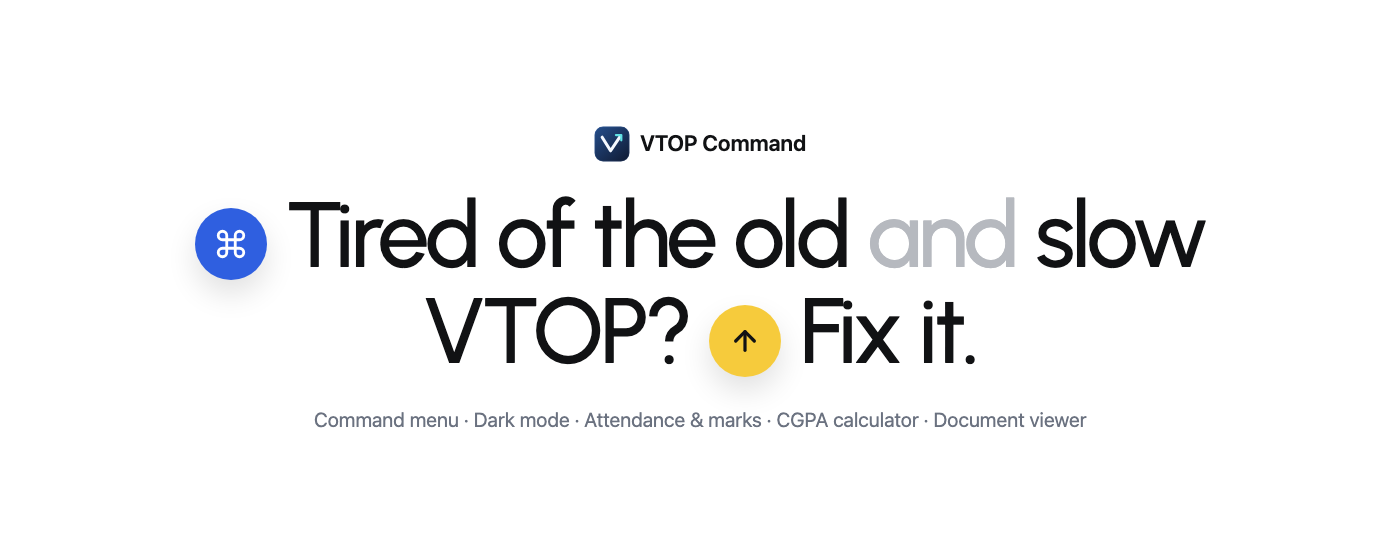 VTOP Command
Tired of the old and slow
VTOP? Fix it.
Command menu · Dark mode · Attendance & marks · CGPA calculator · Document viewer